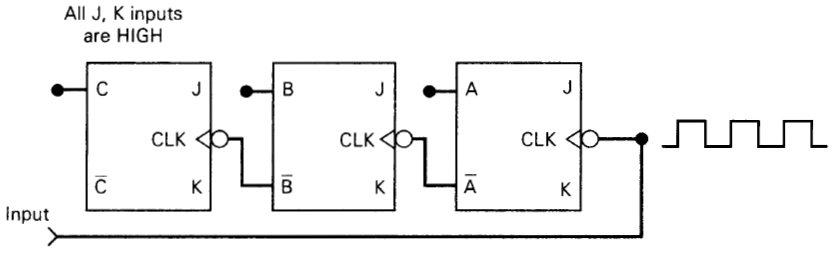 All J, K inputs
are HIGH
C J
CLK
C̅ K
B J
CLK
B̅ K
A J
CLK
A̅ K
Input